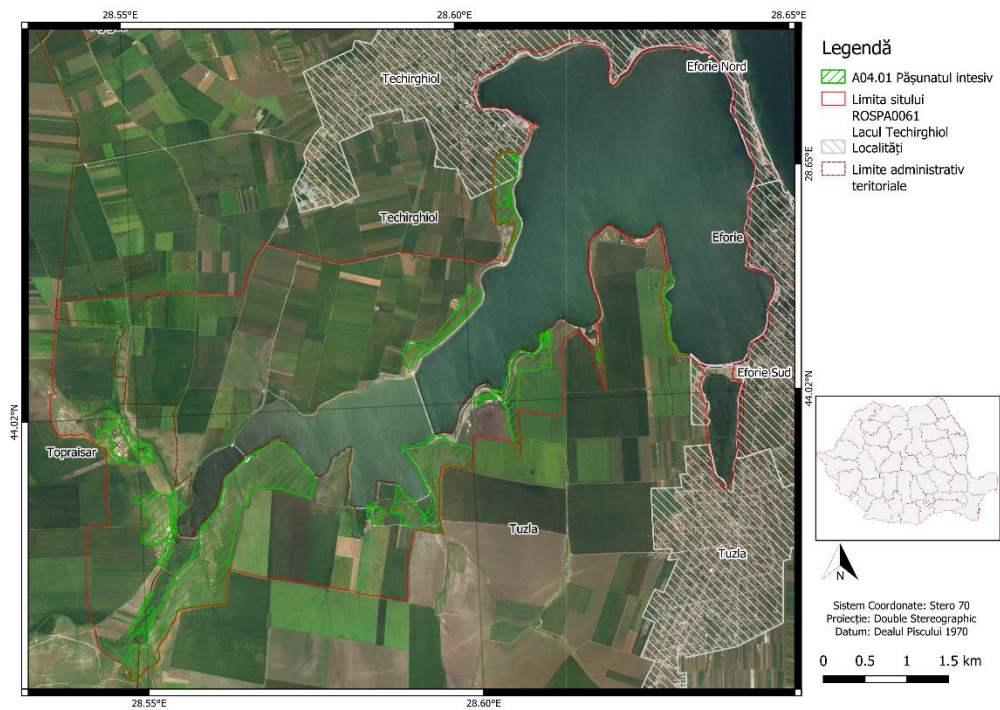 28.55°E
28.60°E
28.65°E
Techirghiol
Eforie Nord
Techirghiol
Eforie
Eforie Sud
Topraisar
Tuzla
Tuzla
44.02°N
28.65°E
44.02°N
28.55°E
28.60°E
Legendă
A04.01 Pășunatul intesiv
Limita sitului
ROSPA0061
Lacul Techirghiol
Localități
Limite administrativ
teritoriale
N
Sistem Coordonate: Stero 70
Proiecție: Double Stereographic
Datum: Dealul Piscului 1970
0 0.5 1 1.5 km